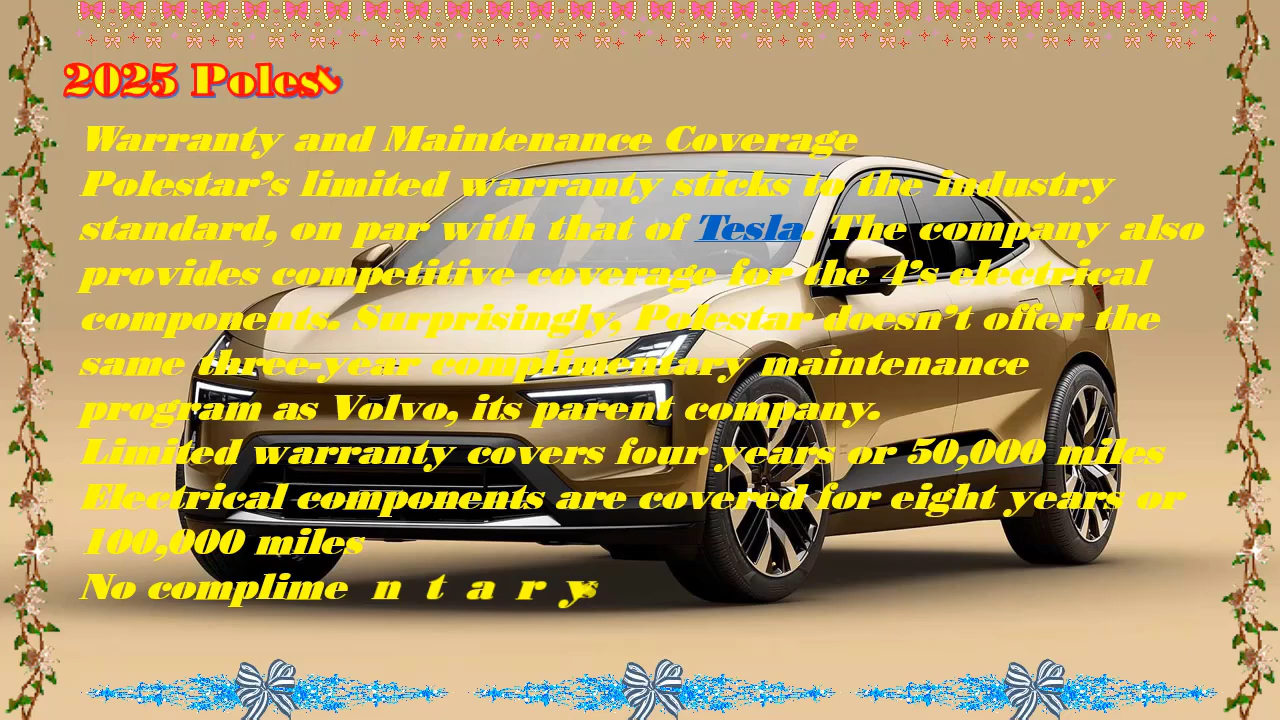 2025 Poles
Warranty and Maintenance Coverage
Polestar’s limited warranty sticks to the industry
standard, on par with that of Tesla. The company also
provides competitive coverage for the 4’s electrical
components. Surprisingly, Polestar doesn’t offer the
same three-year complimentary maintenance
program as Volvo, its parent company.
Limited warranty covers four years or 50,000 miles
Electrical components are covered for eight years or
100,000 miles
No complimentary